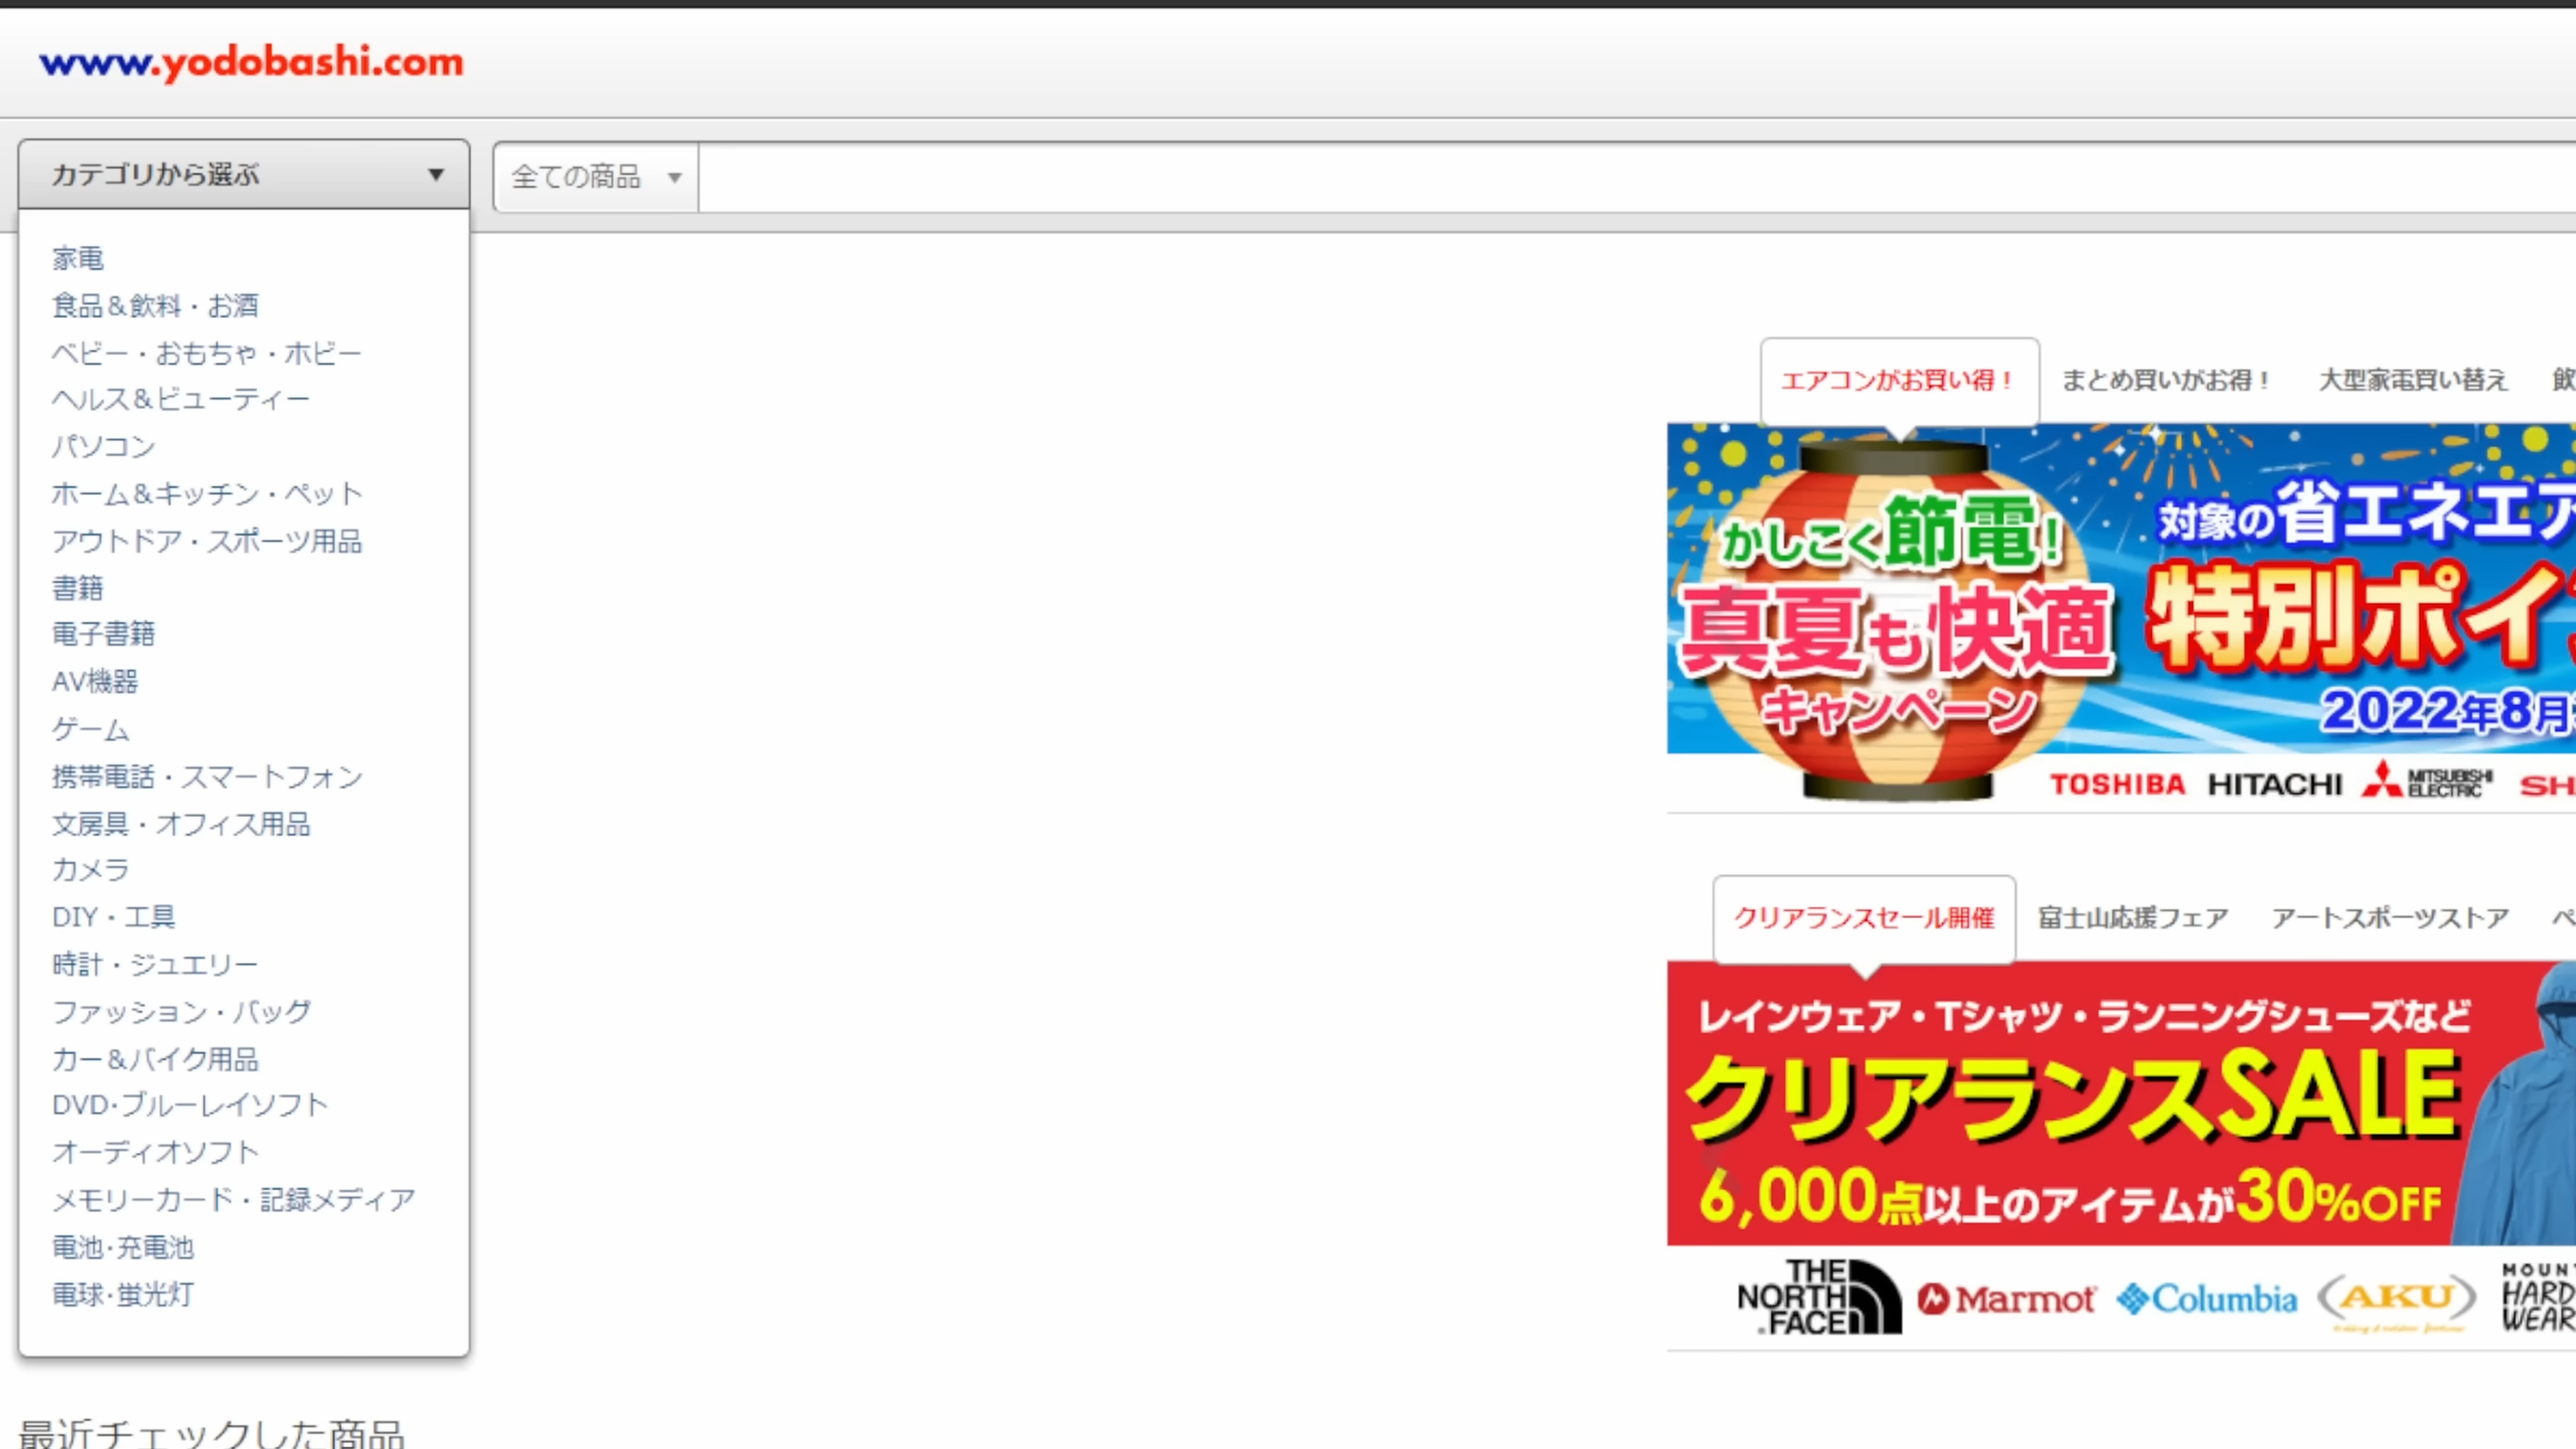 www.yodobashi.com
カテゴリから選ぶ
全ての商品
家電
食品＆飲料・お酒
ベビー・おもちゃ・ホビー
ヘルス＆ビューティー
パソコン
ホーム＆キッチン・ペット
アウトドア・スポーツ用品
書籍
電子書籍
AV機器
ゲーム
携帯電話・スマートフォン
文房具・オフィス用品
カメラ
DIY・工具
時計・ジュエリー
ファッション・バッグ
カー＆バイク用品
DVD･ブルーレイソフト
オーディオソフト
メモリーカード・記録メディア
電池･充電池
電球･蛍光灯
最近チェックした商品
エアコンがお買い得！ まとめ買いがお得！ 大型家電買い替え 飲
かしこく節電！
真夏も快適
キャンペーン
対象の省エネエア
特別ポイ
2022年8月
TOSHIBA HITACHI MITSUBISHI ELECTRIC SH
クリアランスセール開催 富士山応援フェア アートスポーツストア
レインウェア・Tシャツ・ランニングシューズなど
クリアランスSALE
6,000点以上のアイテムが30%OFF
THE NORTH FACE Marmot Columbia AKU MOUN HARD WEAR